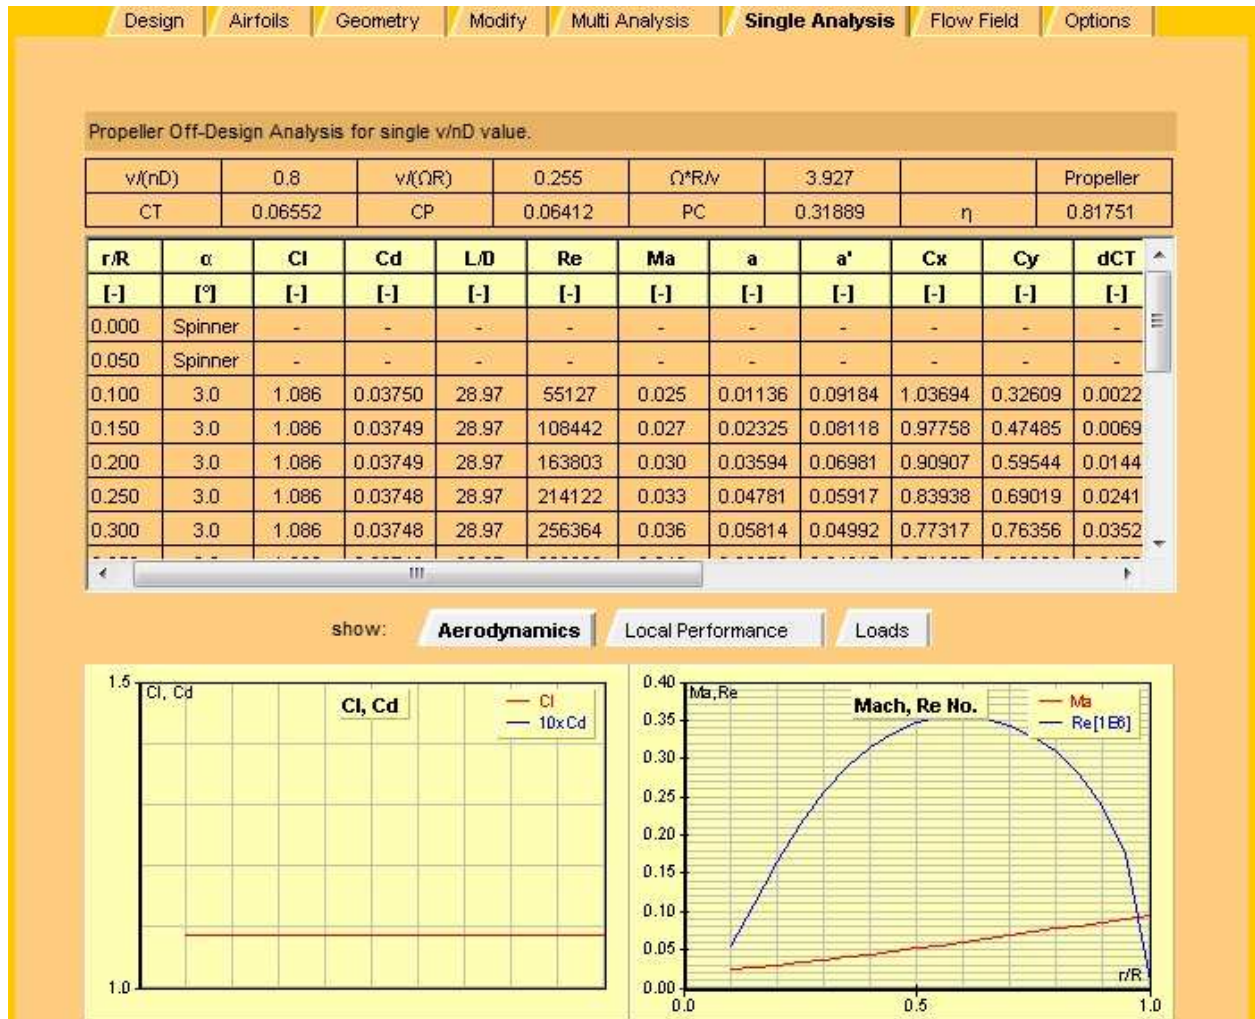 Design Airfoils Geometry Modify Multi Analysis Single Analysis Flow Field Options
Propeller Off-Design Analysis for single v/nD value.
v/(nD) 0.8 v/(ΩR) 0.255 Ω*R/v 3.927 Propeller
CT 0.06552 CP 0.06412 PC 0.31889 η 0.81751
r/R α Cl Cd L/D Re Ma a a' Cx Cy dCT
[-] [°] [-] [-] [-] [-] [-] [-] [-] [-] [-] [-]
0.000 Spinner - - - - - - - - - -
0.050 Spinner - - - - - - - - - -
0.100 3.0 1.086 0.03750 28.97 55127 0.025 0.01136 0.09184 1.03694 0.32609 0.0022
0.150 3.0 1.086 0.03749 28.97 108442 0.027 0.02325 0.08118 0.97758 0.47485 0.0069
0.200 3.0 1.086 0.03749 28.97 163803 0.030 0.03594 0.06981 0.90907 0.59544 0.0144
0.250 3.0 1.086 0.03748 28.97 214122 0.033 0.04781 0.05917 0.83938 0.69019 0.0241
0.300 3.0 1.086 0.03748 28.97 256364 0.036 0.05814 0.04992 0.77317 0.76356 0.0352
show: Aerodynamics Local Performance Loads
1.5
Cl, Cd
Cl, Cd
Cl
10xCd
1.0
0.40
Ma,Re
Mach, Re No.
Ma
Re[1E6]
0.35
0.30
0.25
0.20
0.15
0.10
0.05
0.00
r/R
0.0 0.5 1.0